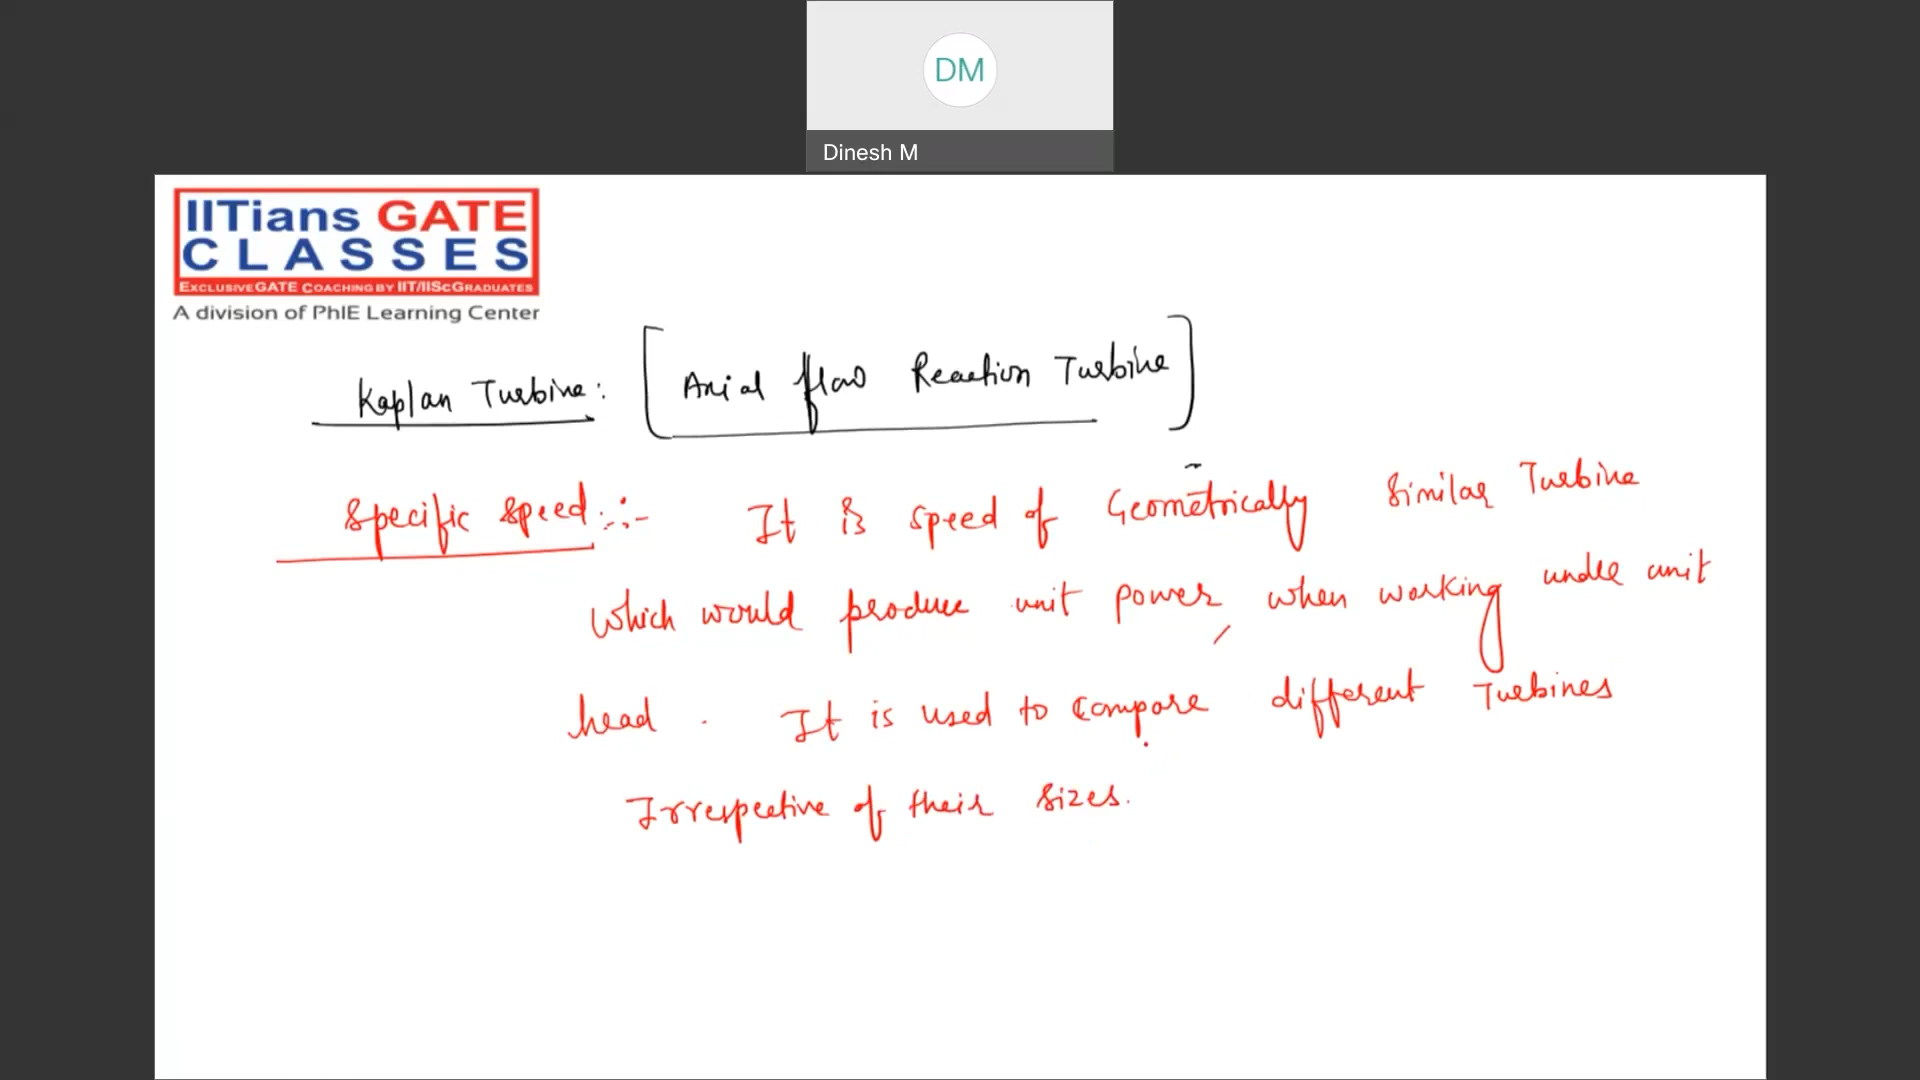 DM
Dinesh M
IITians GATE
CLASSES
EXCLUSIVE GATE COACHING BY IIT/IISc GRADUATES
A division of PhIE Learning Center
Kaplan Turbine: [Axial flow Reaction Turbine]
Specific speed :- It is speed of Geometrically Similar Turbine
which would produce unit power, when working under unit
head. It is used to compare different Turbines
Irrespective of their sizes.